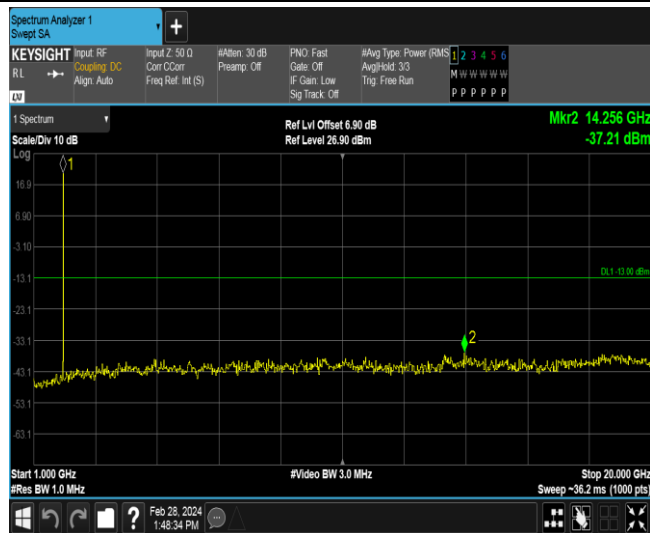 Spectrum Analyzer 1
Swept SA
+
KEYSIGHT
RL
Input: RF
Coupling: DC
Align: Auto
Input Z: 50 Ω
Corr CCorr
Freq Ref: Int (S)
#Atten: 30 dB
Preamp: Off
PNO: Fast
Gate: Off
IF Gain: Low
Sig Track: Off
#Avg Type: Power (RMS
Avg|Hold: 3/3
Trig: Free Run
1 2 3 4 5 6
M W W W W W
P P P P P P
1 Spectrum
Scale/Div 10 dB
Log
Ref Lvl Offset 6.90 dB
Ref Level 26.90 dBm
Mkr2 14.256 GHz
-37.21 dBm
1
16.9
6.90
-3.10
-13.1
DL1 -13.00 dBm
-23.1
-33.1
2
-43.1
-53.1
-63.1
Start 1.000 GHz
#Res BW 1.0 MHz
#Video BW 3.0 MHz
Stop 20.000 GHz
Sweep ~36.2 ms (1000 pts)
?
Feb 28, 2024
1:48:34 PM